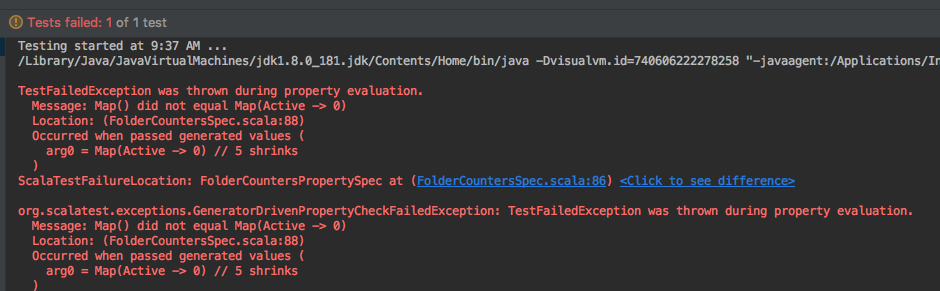 Tests failed: 1 of 1 test
Testing started at 9:37 AM ...
/Library/Java/JavaVirtualMachines/jdk1.8.0_181.jdk/Contents/Home/bin/java -Dvisualvm.id=740606222278258 "-javaagent:/Applications/In
TestFailedException was thrown during property evaluation.
Message: Map() did not equal Map(Active -> 0)
Location: (FolderCountersSpec.scala:88)
Occurred when passed generated values (
arg0 = Map(Active -> 0) // 5 shrinks
)
ScalaTestFailureLocation: FolderCountersPropertySpec at (FolderCountersSpec.scala:86) <Click to see difference>
org.scalatest.exceptions.GeneratorDrivenPropertyCheckFailedException: TestFailedException was thrown during property evaluation.
Message: Map() did not equal Map(Active -> 0)
Location: (FolderCountersSpec.scala:88)
Occurred when passed generated values (
arg0 = Map(Active -> 0) // 5 shrinks
)